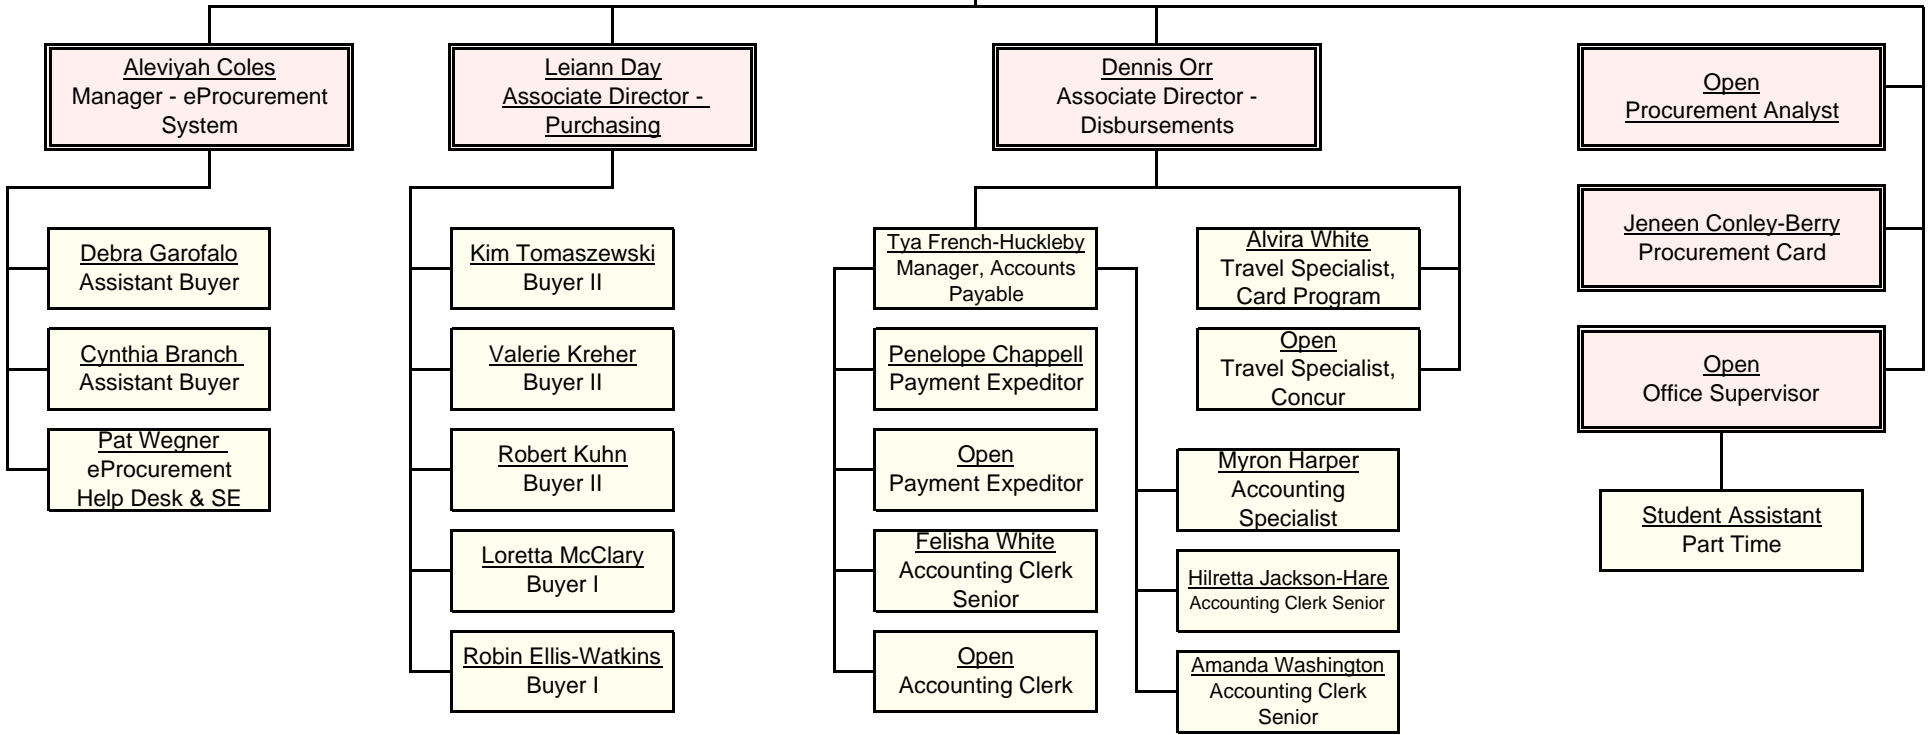 Aleviyah Coles
Manager - eProcurement
System
Leiann Day
Associate Director -
Purchasing
Dennis Orr
Associate Director -
Disbursements
Open
Procurement Analyst
Jeneen Conley-Berry
Procurement Card
Open
Office Supervisor
Student Assistant
Part Time
Debra Garofalo
Assistant Buyer
Cynthia Branch
Assistant Buyer
Pat Wegner
eProcurement
Help Desk & SE
Kim Tomaszewski
Buyer II
Valerie Kreher
Buyer II
Robert Kuhn
Buyer II
Loretta McClary
Buyer I
Robin Ellis-Watkins
Buyer I
Tya French-Huckleby
Manager, Accounts
Payable
Penelope Chappell
Payment Expeditor
Open
Payment Expeditor
Felisha White
Accounting Clerk
Senior
Open
Accounting Clerk
Alvira White
Travel Specialist,
Card Program
Open
Travel Specialist,
Concur
Myron Harper
Accounting
Specialist
Hilretta Jackson-Hare
Accounting Clerk Senior
Amanda Washington
Accounting Clerk
Senior